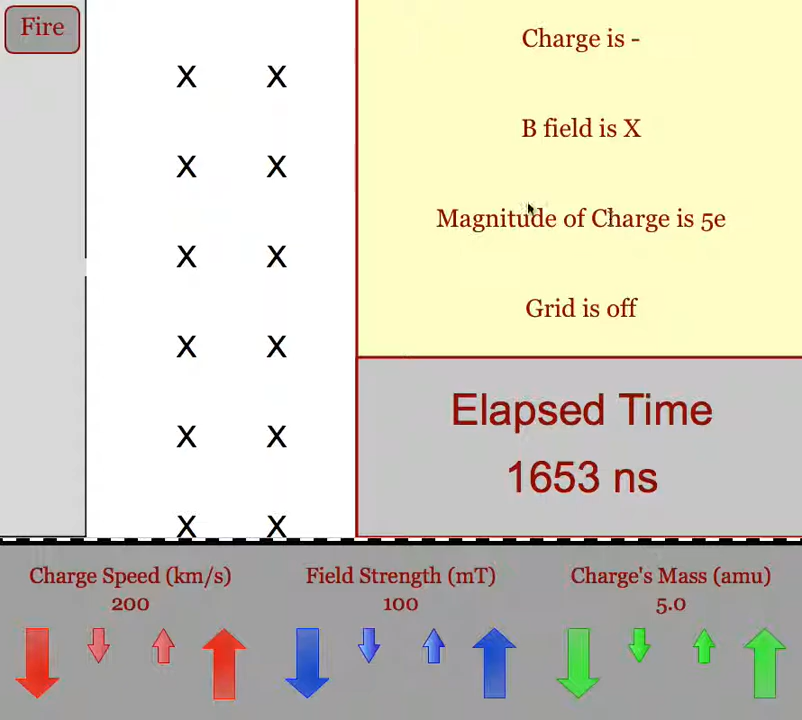 Fire
Charge is -
X X
B field is X
X X
Magnitude of Charge is 5e
X X
Grid is off
X X
Elapsed Time
X X
1653 ns
X X
Charge Speed (km/s) Field Strength (mT) Charge's Mass (amu)
200 100 5.0